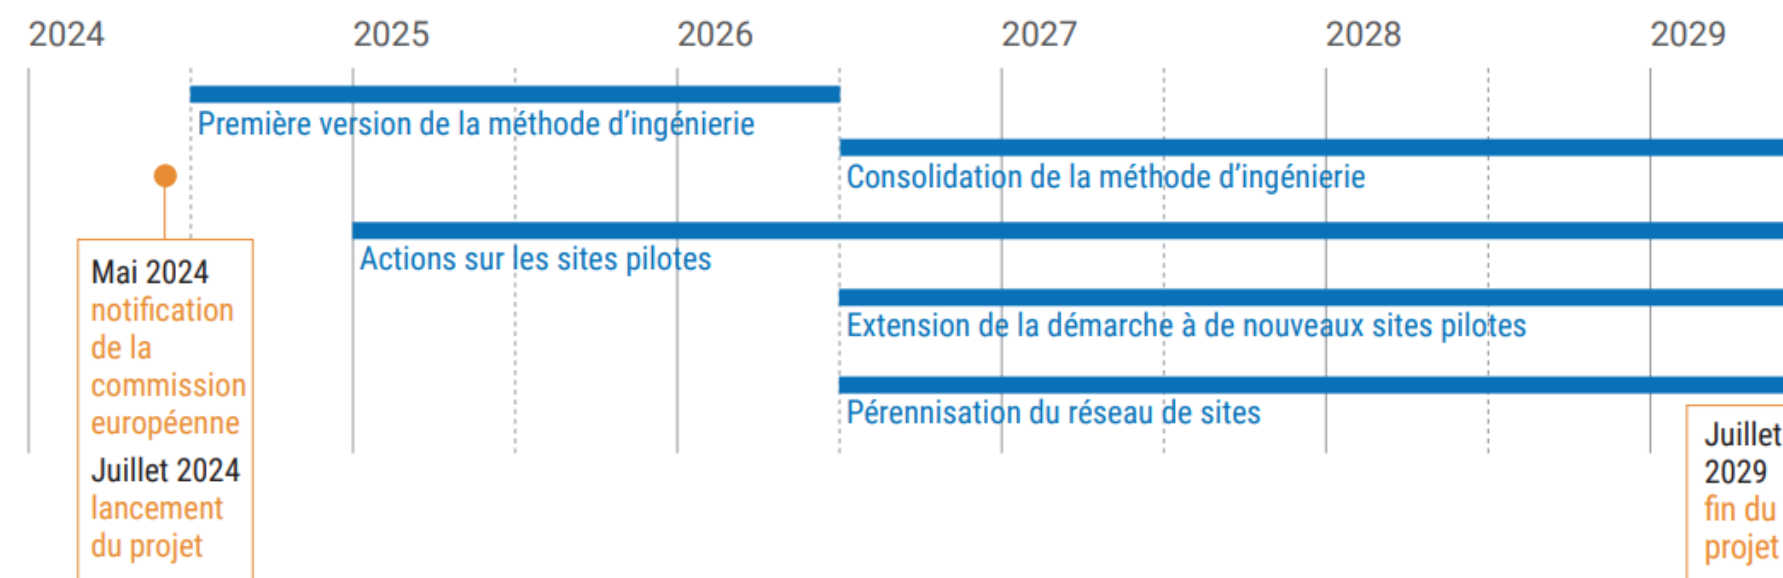 2024 2025 2026 2027 2028 2029
Première version de la méthode d'ingénierie
Consolidation de la méthode d'ingénierie
Actions sur les sites pilotes
Extension de la démarche à de nouveaux sites pilotes
Pérennisation du réseau de sites
Mai 2024
notification
de la
commission
européenne
Juillet 2024
lancement
du projet
Juillet
2029
fin du
projet